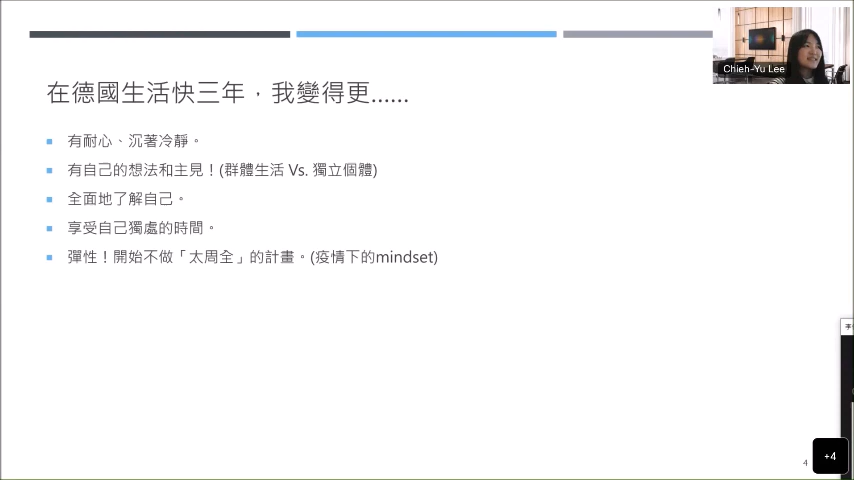 Chieh-Yu Lee
在德國生活快三年，我變得更......
有耐心、沉著冷靜。
有自己的想法和主見！(群體生活 Vs. 獨立個體)
全面地了解自己。
享受自己獨處的時間。
彈性！開始不做「太周全」的計畫。(疫情下的mindset)
4
+4